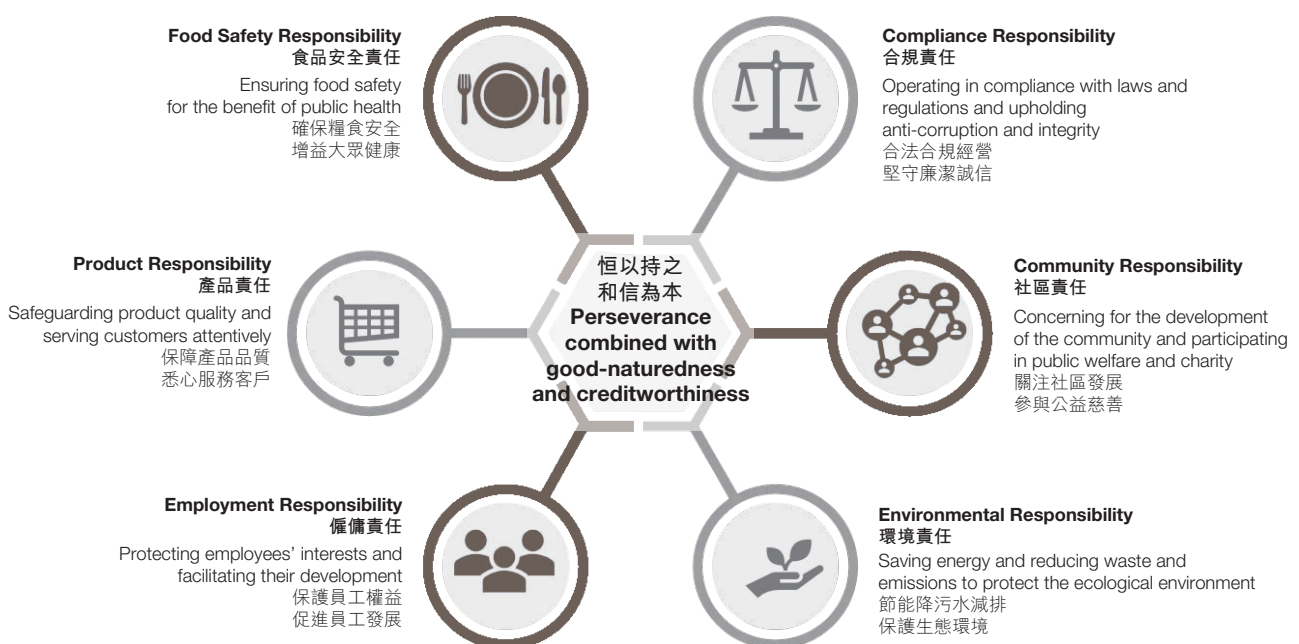 Food Safety Responsibility
食品安全責任
Ensuring food safety
for the benefit of public health
確保糧食安全
增益大眾健康
Compliance Responsibility
合規責任
Operating in compliance with laws and
regulations and upholding
anti-corruption and integrity
合法合規經營
堅守廉潔誠信
Product Responsibility
產品責任
Safeguarding product quality and
serving customers attentively
保障產品品質
悉心服務客戶
恒以持之
和信為本
Perseverance
combined with
good-naturedness
and creditworthiness
Community Responsibility
社區責任
Concerning for the development
of the community and participating
in public welfare and charity
關注社區發展
參與公益慈善
Employment Responsibility
僱傭責任
Protecting employees’ interests and
facilitating their development
保護員工權益
促進員工發展
Environmental Responsibility
環境責任
Saving energy and reducing waste and
emissions to protect the ecological environment
節能降污水減排
保護生態環境